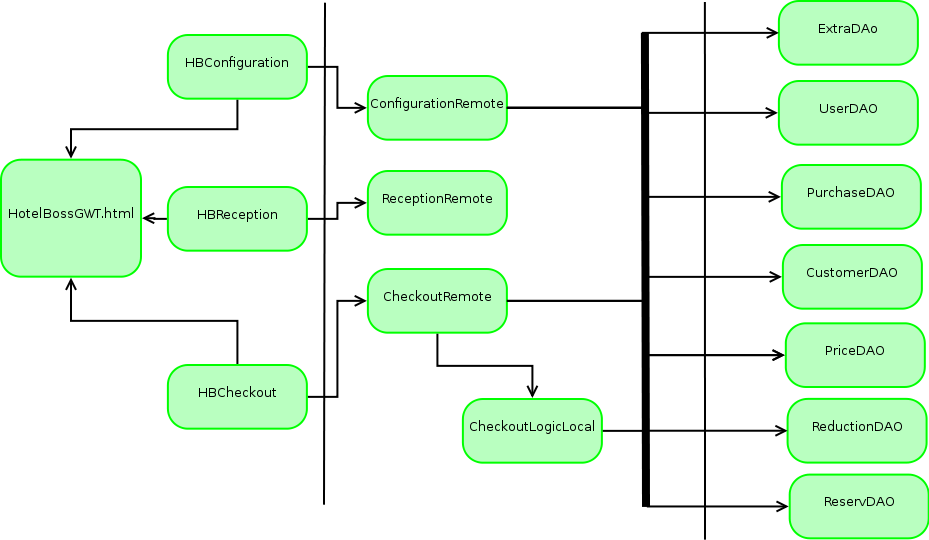 HBConfiguration
HBReception
HBCheckout
HotelBossGWT.html
ConfigurationRemote
ReceptionRemote
CheckoutRemote
CheckoutLogicLocal
ExtraDAo
UserDAO
PurchaseDAO
CustomerDAO
PriceDAO
ReductionDAO
ReservDAO